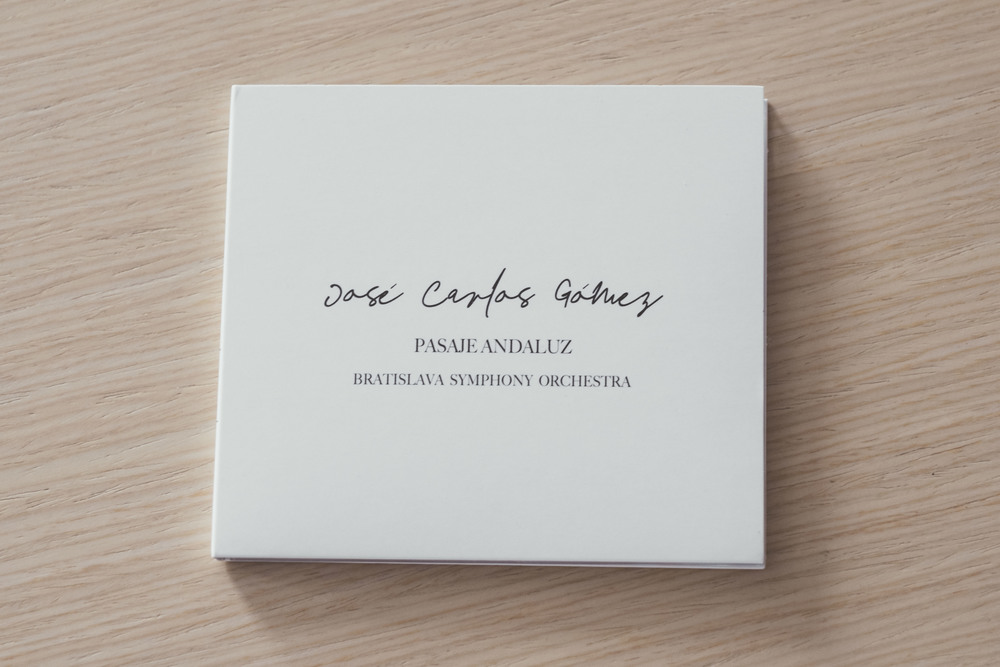 José Carlos Gómez
PASAJE ANDALUZ
BRATISLAVA SYMPHONY ORCHESTRA